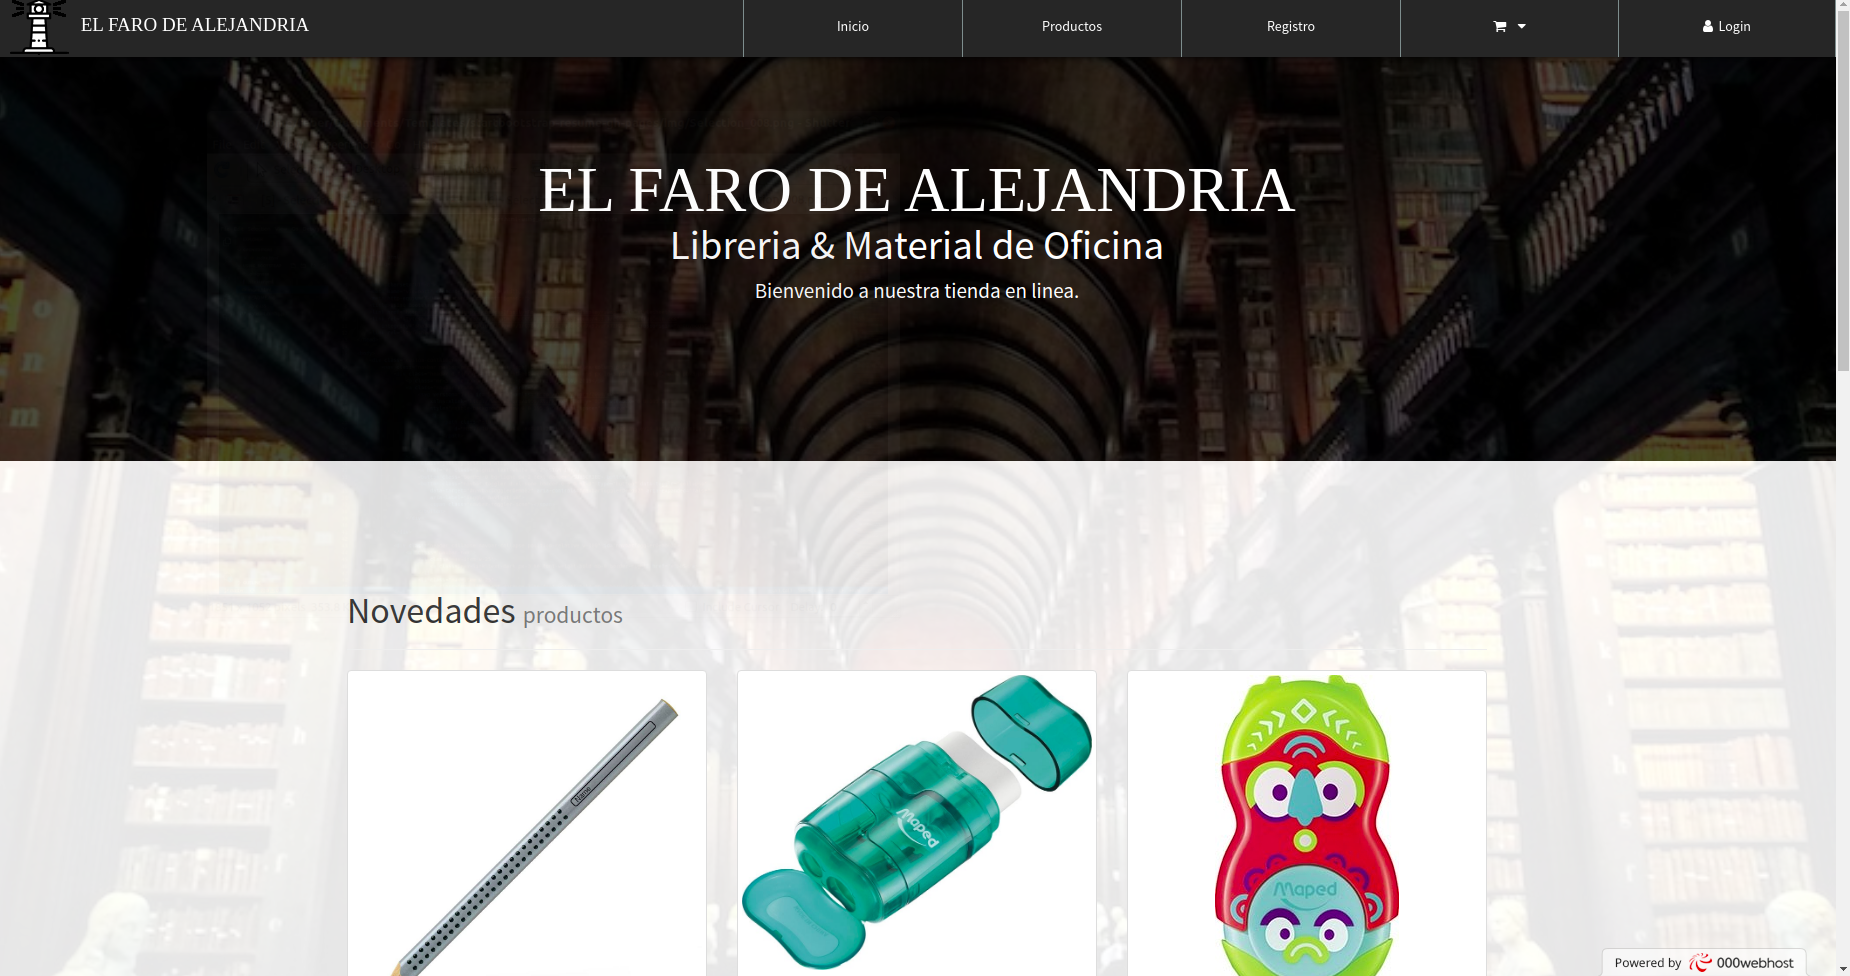 EL FARO DE ALEJANDRIA
Inicio
Productos
Registro
Login
EL FARO DE ALEJANDRIA
Libreria & Material de Oficina
Bienvenido a nuestra tienda en linea.
Novedades productos
Name
Maped
Maped
Powered by 000webhost